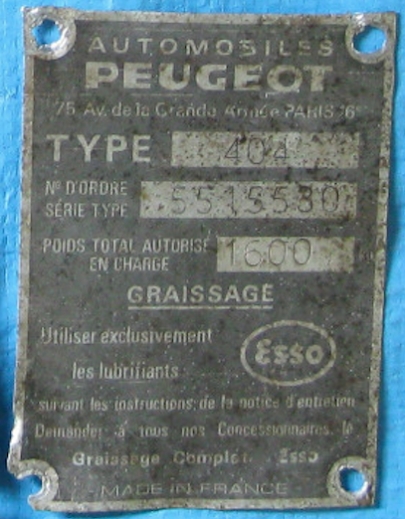 AUTOMOBILES
PEUGEOT
75 Av. de la Grande Armée PARIS 16
TYPE 404
N° D'ORDRE
SÉRIE TYPE 5515530
POIDS TOTAL AUTORISÉ
EN CHARGE 1600
GRAISSAGE
Utiliser exclusivement
les lubrifiants
Esso
suivant les instructions de la notice d'entretien
Demander à tous nos Concessionnaires le
Graissage Complet Esso
MADE IN FRANCE